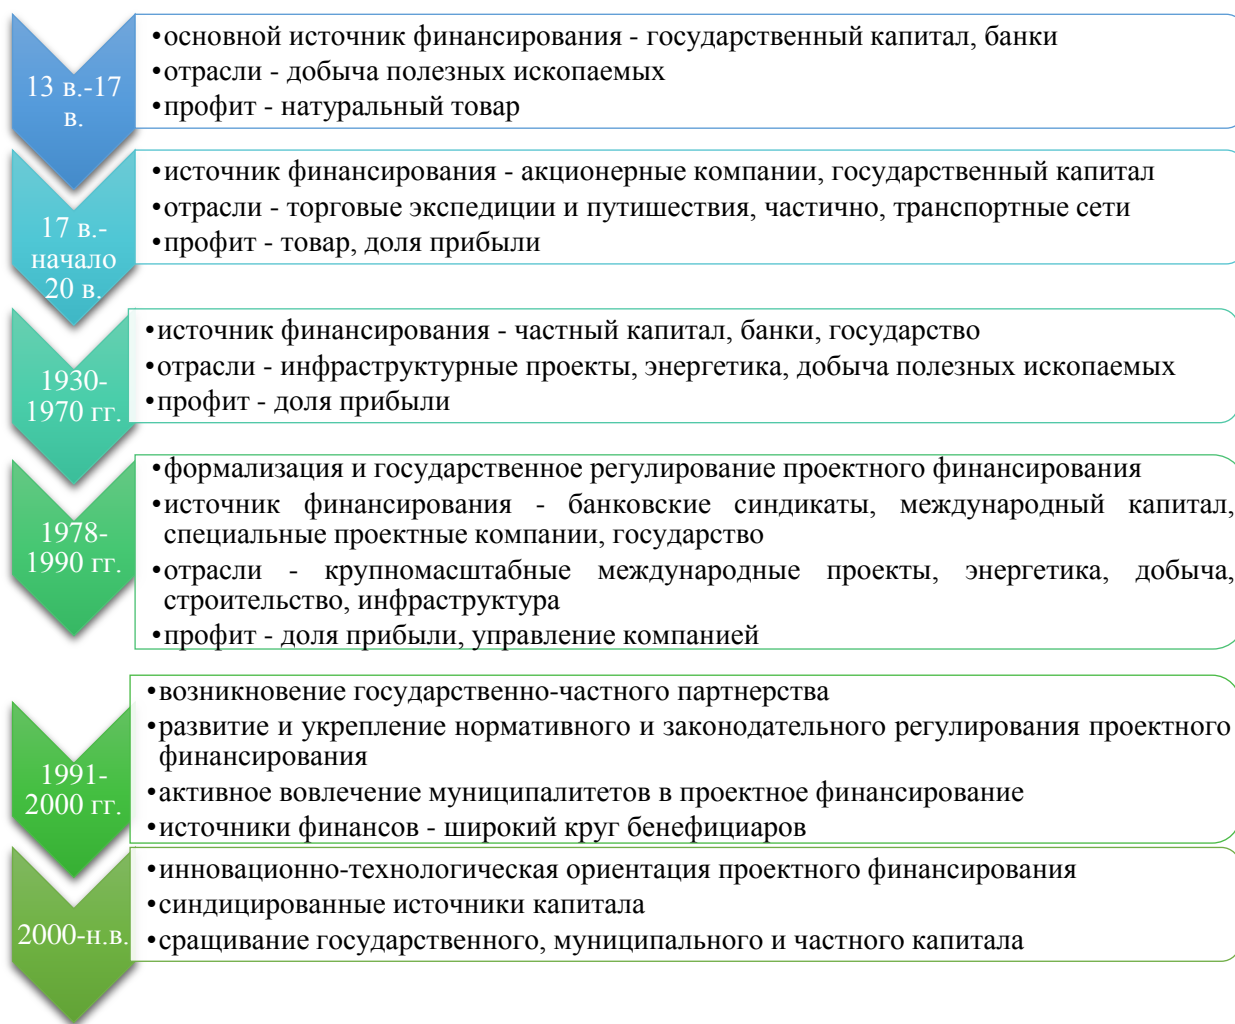 13 в.-17
в.
•основной источник финансирования - государственный капитал, банки
•отрасли - добыча полезных ископаемых
•профит - натуральный товар
17 в.-
начало
20 в.
•источник финансирования - акционерные компании, государственный капитал
•отрасли - торговые экспедиции и путишествия, частично, транспортные сети
•профит - товар, доля прибыли
1930-
1970 гг.
•источник финансирования - частный капитал, банки, государство
•отрасли - инфраструктурные проекты, энергетика, добыча полезных ископаемых
•профит - доля прибыли
1978-
1990 гг.
•формализация и государственное регулирование проектного финансирования
•источник финансирования - банковские синдикаты, международный капитал,
специальные проектные компании, государство
•отрасли - крупномасштабные международные проекты, энергетика, добыча,
строительство, инфраструктура
•профит - доля прибыли, управление компанией
1991-
2000 гг.
•возникновение государственно-частного партнерства
•развитие и укрепление нормативного и законодательного регулирования проектного
финансирования
•активное вовлечение муниципалитетов в проектное финансирование
•источники финансов - широкий круг бенефициаров
2000-н.в.
•инновационно-технологическая ориентация проектного финансирования
•синдицированные источники капитала
•сращивание государственного, муниципального и частного капитала